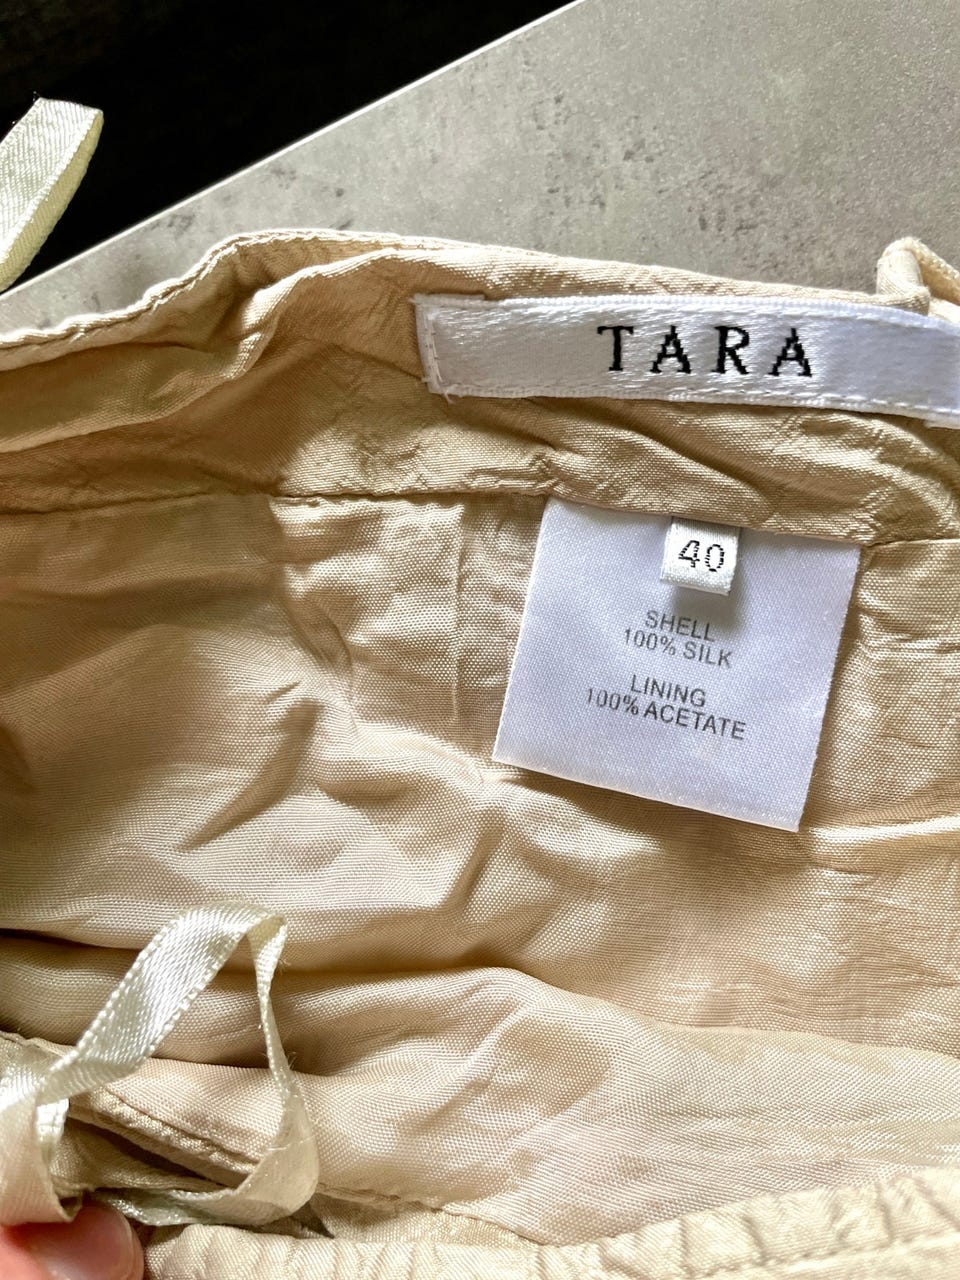 TARA
40
SHELL
100% SILK
LINING
100% ACETATE